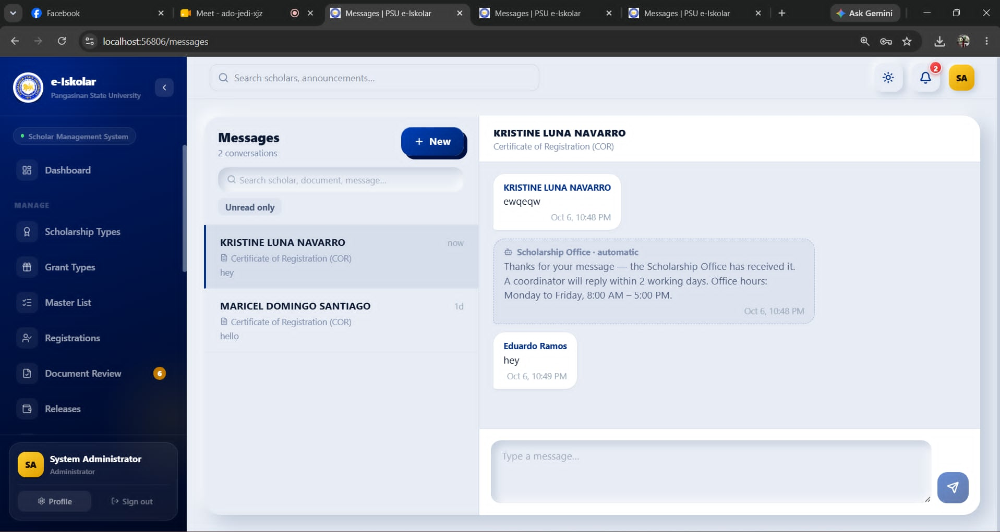 Facebook
Meet - ado-jedi-xjz
Messages | PSU e-Iskolar
Messages | PSU e-Iskolar
Messages | PSU e-Iskolar
Ask Gemini
localhost:56806/messages
e-Iskolar
Pangasinan State University
Scholar Management System
Dashboard
MANAGE
Scholarship Types
Grant Types
Master List
Registrations
Document Review
6
Releases
SA
System Administrator
Administrator
Profile
Sign out
Search scholars, announcements...
2
SA
Messages
2 conversations
New
Search scholar, document, message...
Unread only
KRISTINE LUNA NAVARRO
now
Certificate of Registration (COR)
hey
MARICEL DOMINGO SANTIAGO
1d
Certificate of Registration (COR)
hello
KRISTINE LUNA NAVARRO
Certificate of Registration (COR)
KRISTINE LUNA NAVARRO
ewqeqw
Oct 6, 10:48 PM
Scholarship Office · automatic
Thanks for your message — the Scholarship Office has received it.
A coordinator will reply within 2 working days. Office hours:
Monday to Friday, 8:00 AM – 5:00 PM.
Oct 6, 10:48 PM
Eduardo Ramos
hey
Oct 6, 10:49 PM
Type a message...